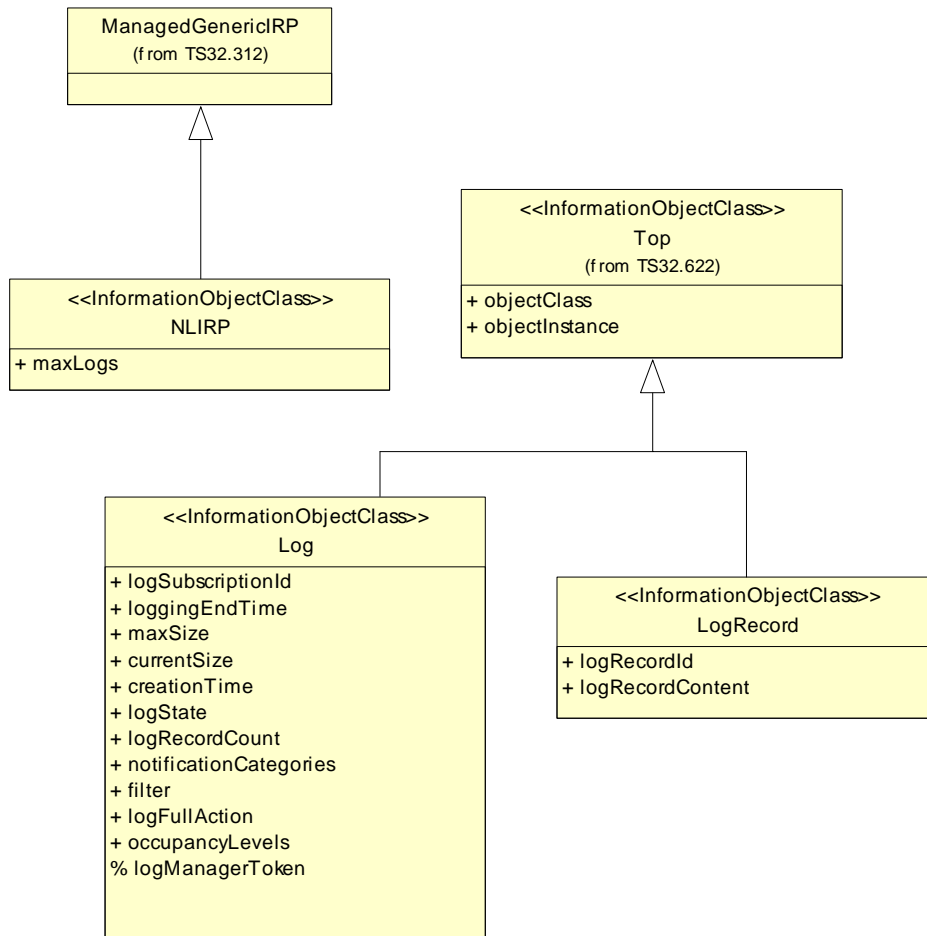 ManagedGenericIRP
(from TS32.312)
<<InformationObjectClass>>
Top
(from TS32.622)
+ objectClass
+ objectInstance
<<InformationObjectClass>>
NLIRP
+ maxLogs
<<InformationObjectClass>>
Log
+ logSubscriptionId
+ loggingEndTime
+ maxSize
+ currentSize
+ creationTime
+ logState
+ logRecordCount
+ notificationCategories
+ filter
+ logFullAction
+ occupancyLevels
% logManagerToken
<<InformationObjectClass>>
LogRecord
+ logRecordId
+ logRecordContent